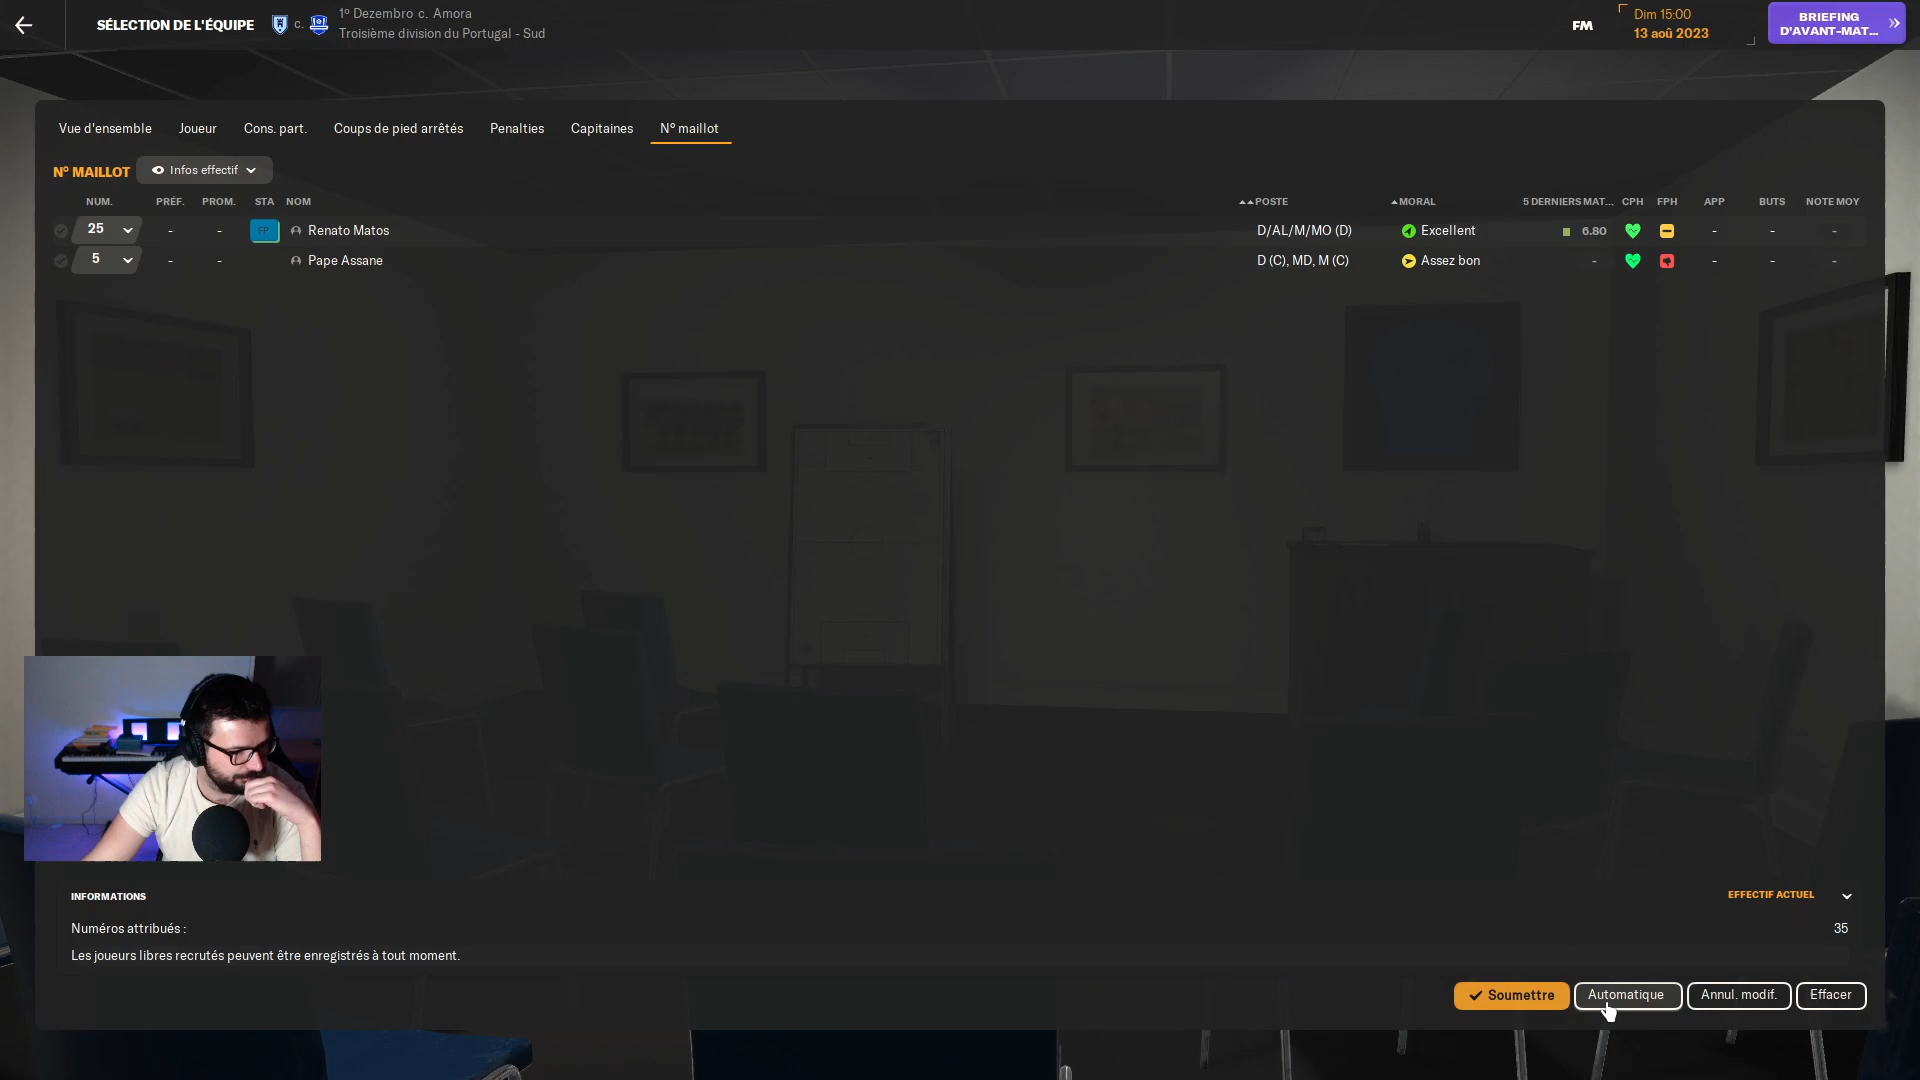 SÉLECTION DE L'ÉQUIPE
c.
1º Dezembro c. Amora
Troisième division du Portugal - Sud
FM
Dim 15:00
13 aoû 2023
BRIEFING
D'AVANT-MAT...
Vue d'ensemble Joueur Cons. part. Coups de pied arrêtés Penalties Capitaines Nº maillot
Nº MAILLOT Infos effectif
NUM. PRÉF. PROM. STA NOM POSTE MORAL 5 DERNIERS MAT... CPH FPH APP BUTS NOTE MOY
25 - - FP Renato Matos D/AL/M/MO (D) Excellent 6.80 - - -
5 - - Pape Assane D (C), MD, M (C) Assez bon - - - -
INFORMATIONS EFFECTIF ACTUEL
Numéros attribués : 35
Les joueurs libres recrutés peuvent être enregistrés à tout moment.
Soumettre Automatique Annul. modif. Effacer